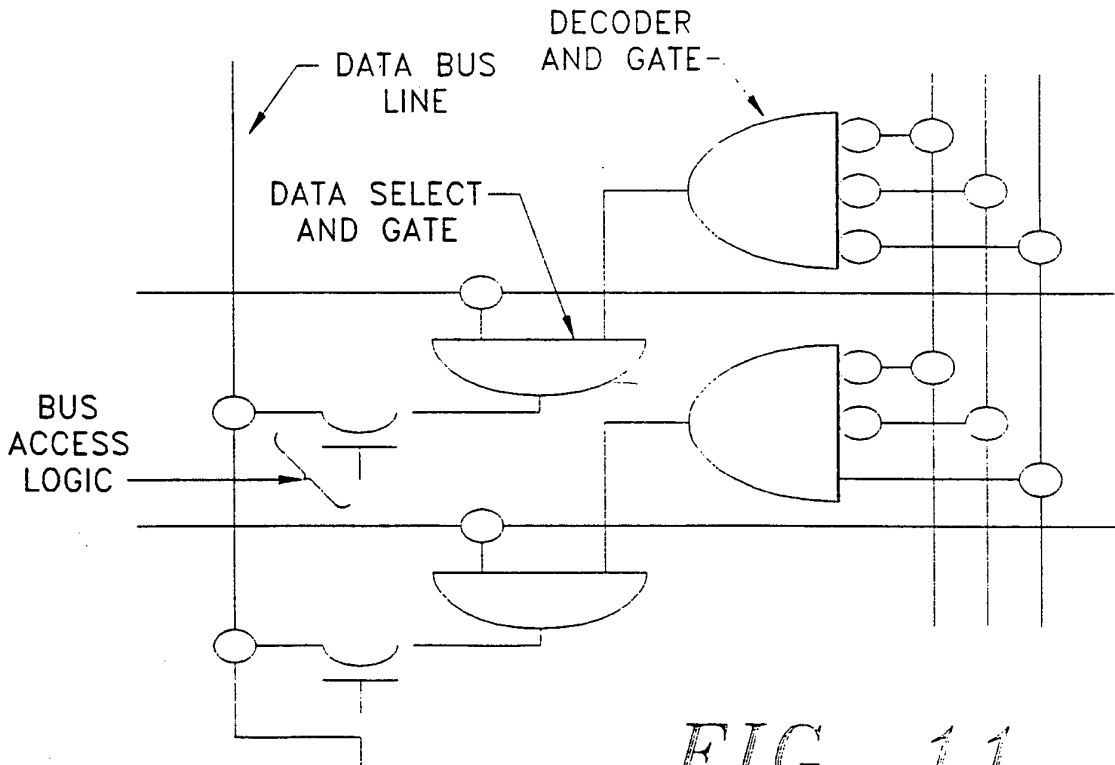 DECODER
AND GATE
DATA BUS
LINE
DATA SELECT
AND GATE
BUS
ACCESS
LOGIC
FIG. 11